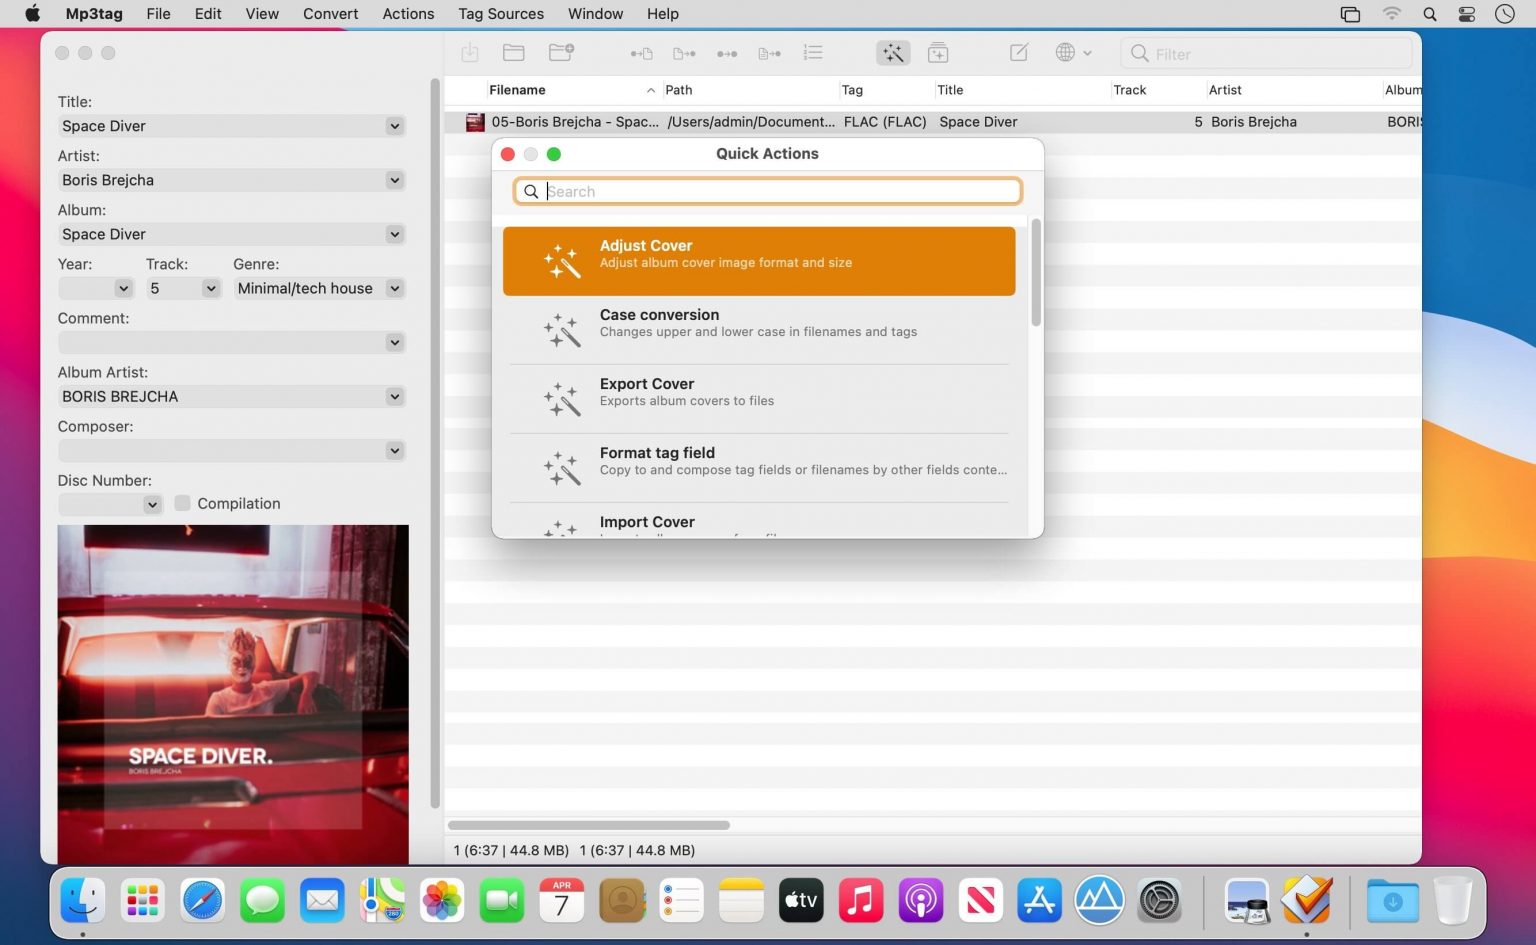 Mp3tag File Edit View Convert Actions Tag Sources Window Help
Filter
Filename Path Tag Title Track Artist Album
05-Boris Brejcha - Spac... /Users/admin/Document... FLAC (FLAC) Space Diver 5 Boris Brejcha BORIS
Title:
Space Diver
Artist:
Boris Brejcha
Album:
Space Diver
Year: Track: Genre:
5 Minimal/tech house
Comment:
Album Artist:
BORIS BREJCHA
Composer:
Disc Number:
Compilation
SPACE DIVER.
BORIS BREJCHA
Quick Actions
Search
Adjust Cover
Adjust album cover image format and size
Case conversion
Changes upper and lower case in filenames and tags
Export Cover
Exports album covers to files
Format tag field
Copy to and compose tag fields or filenames by other fields conte...
Import Cover
1 (6:37 | 44.8 MB) 1 (6:37 | 44.8 MB)
280
APR
7
tv